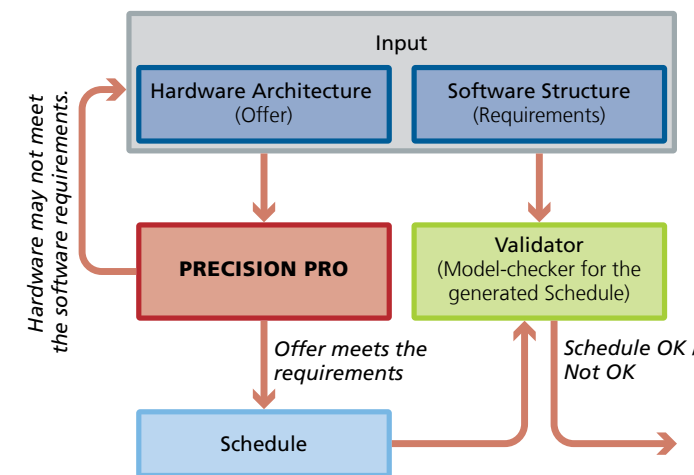 Input
Hardware Architecture
(Offer)
Software Structure
(Requirements)
Hardware may not meet
the software requirements.
PRECISION PRO
Validator
(Model-checker for the
generated Schedule)
Offer meets the
requirements
Schedule OK
Not OK
Schedule